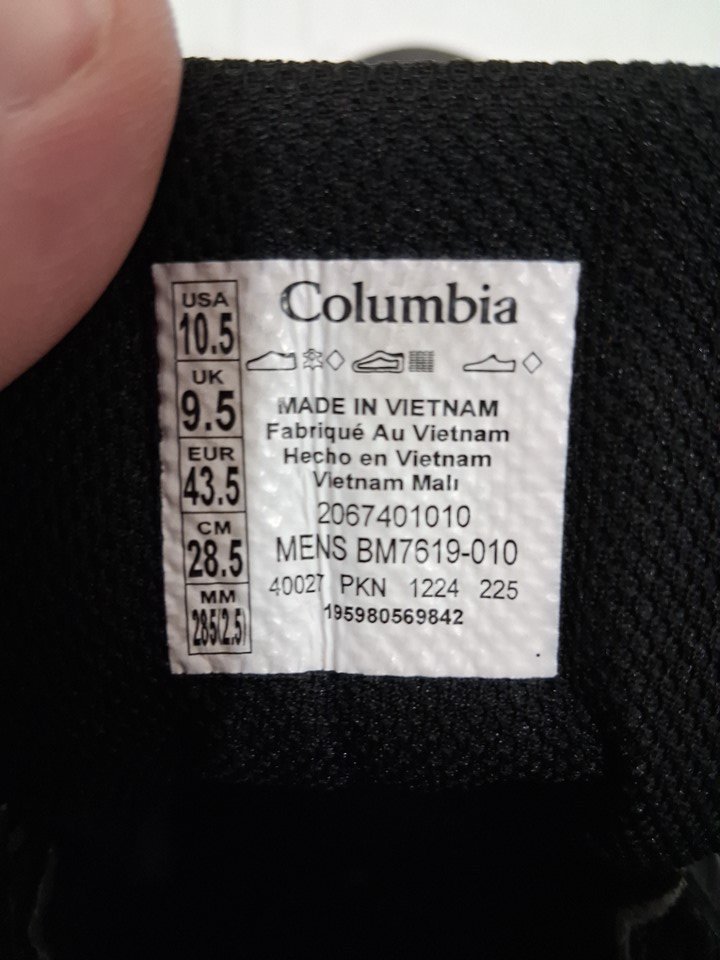 USA
10.5
UK
9.5
EUR
43.5
CM
28.5
MM
285(2.5)
Columbia
MADE IN VIETNAM
Fabriqué Au Vietnam
Hecho en Vietnam
Vietnam Malı
2067401010
MENS BM7619-010
40027 PKN 1224 225
195980569842